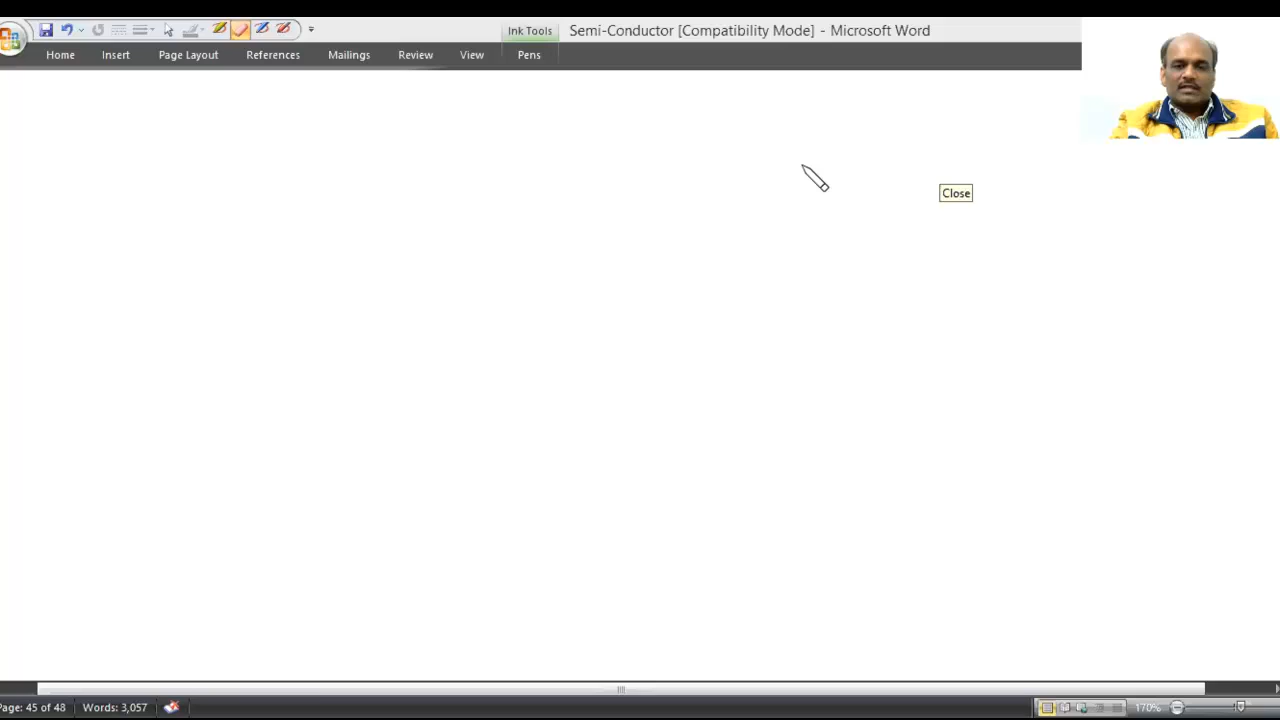 Ink Tools
Semi-Conductor [Compatibility Mode] - Microsoft Word
Home Insert Page Layout References Mailings Review View Pens
Close
Page: 45 of 48 Words: 3,057 170%